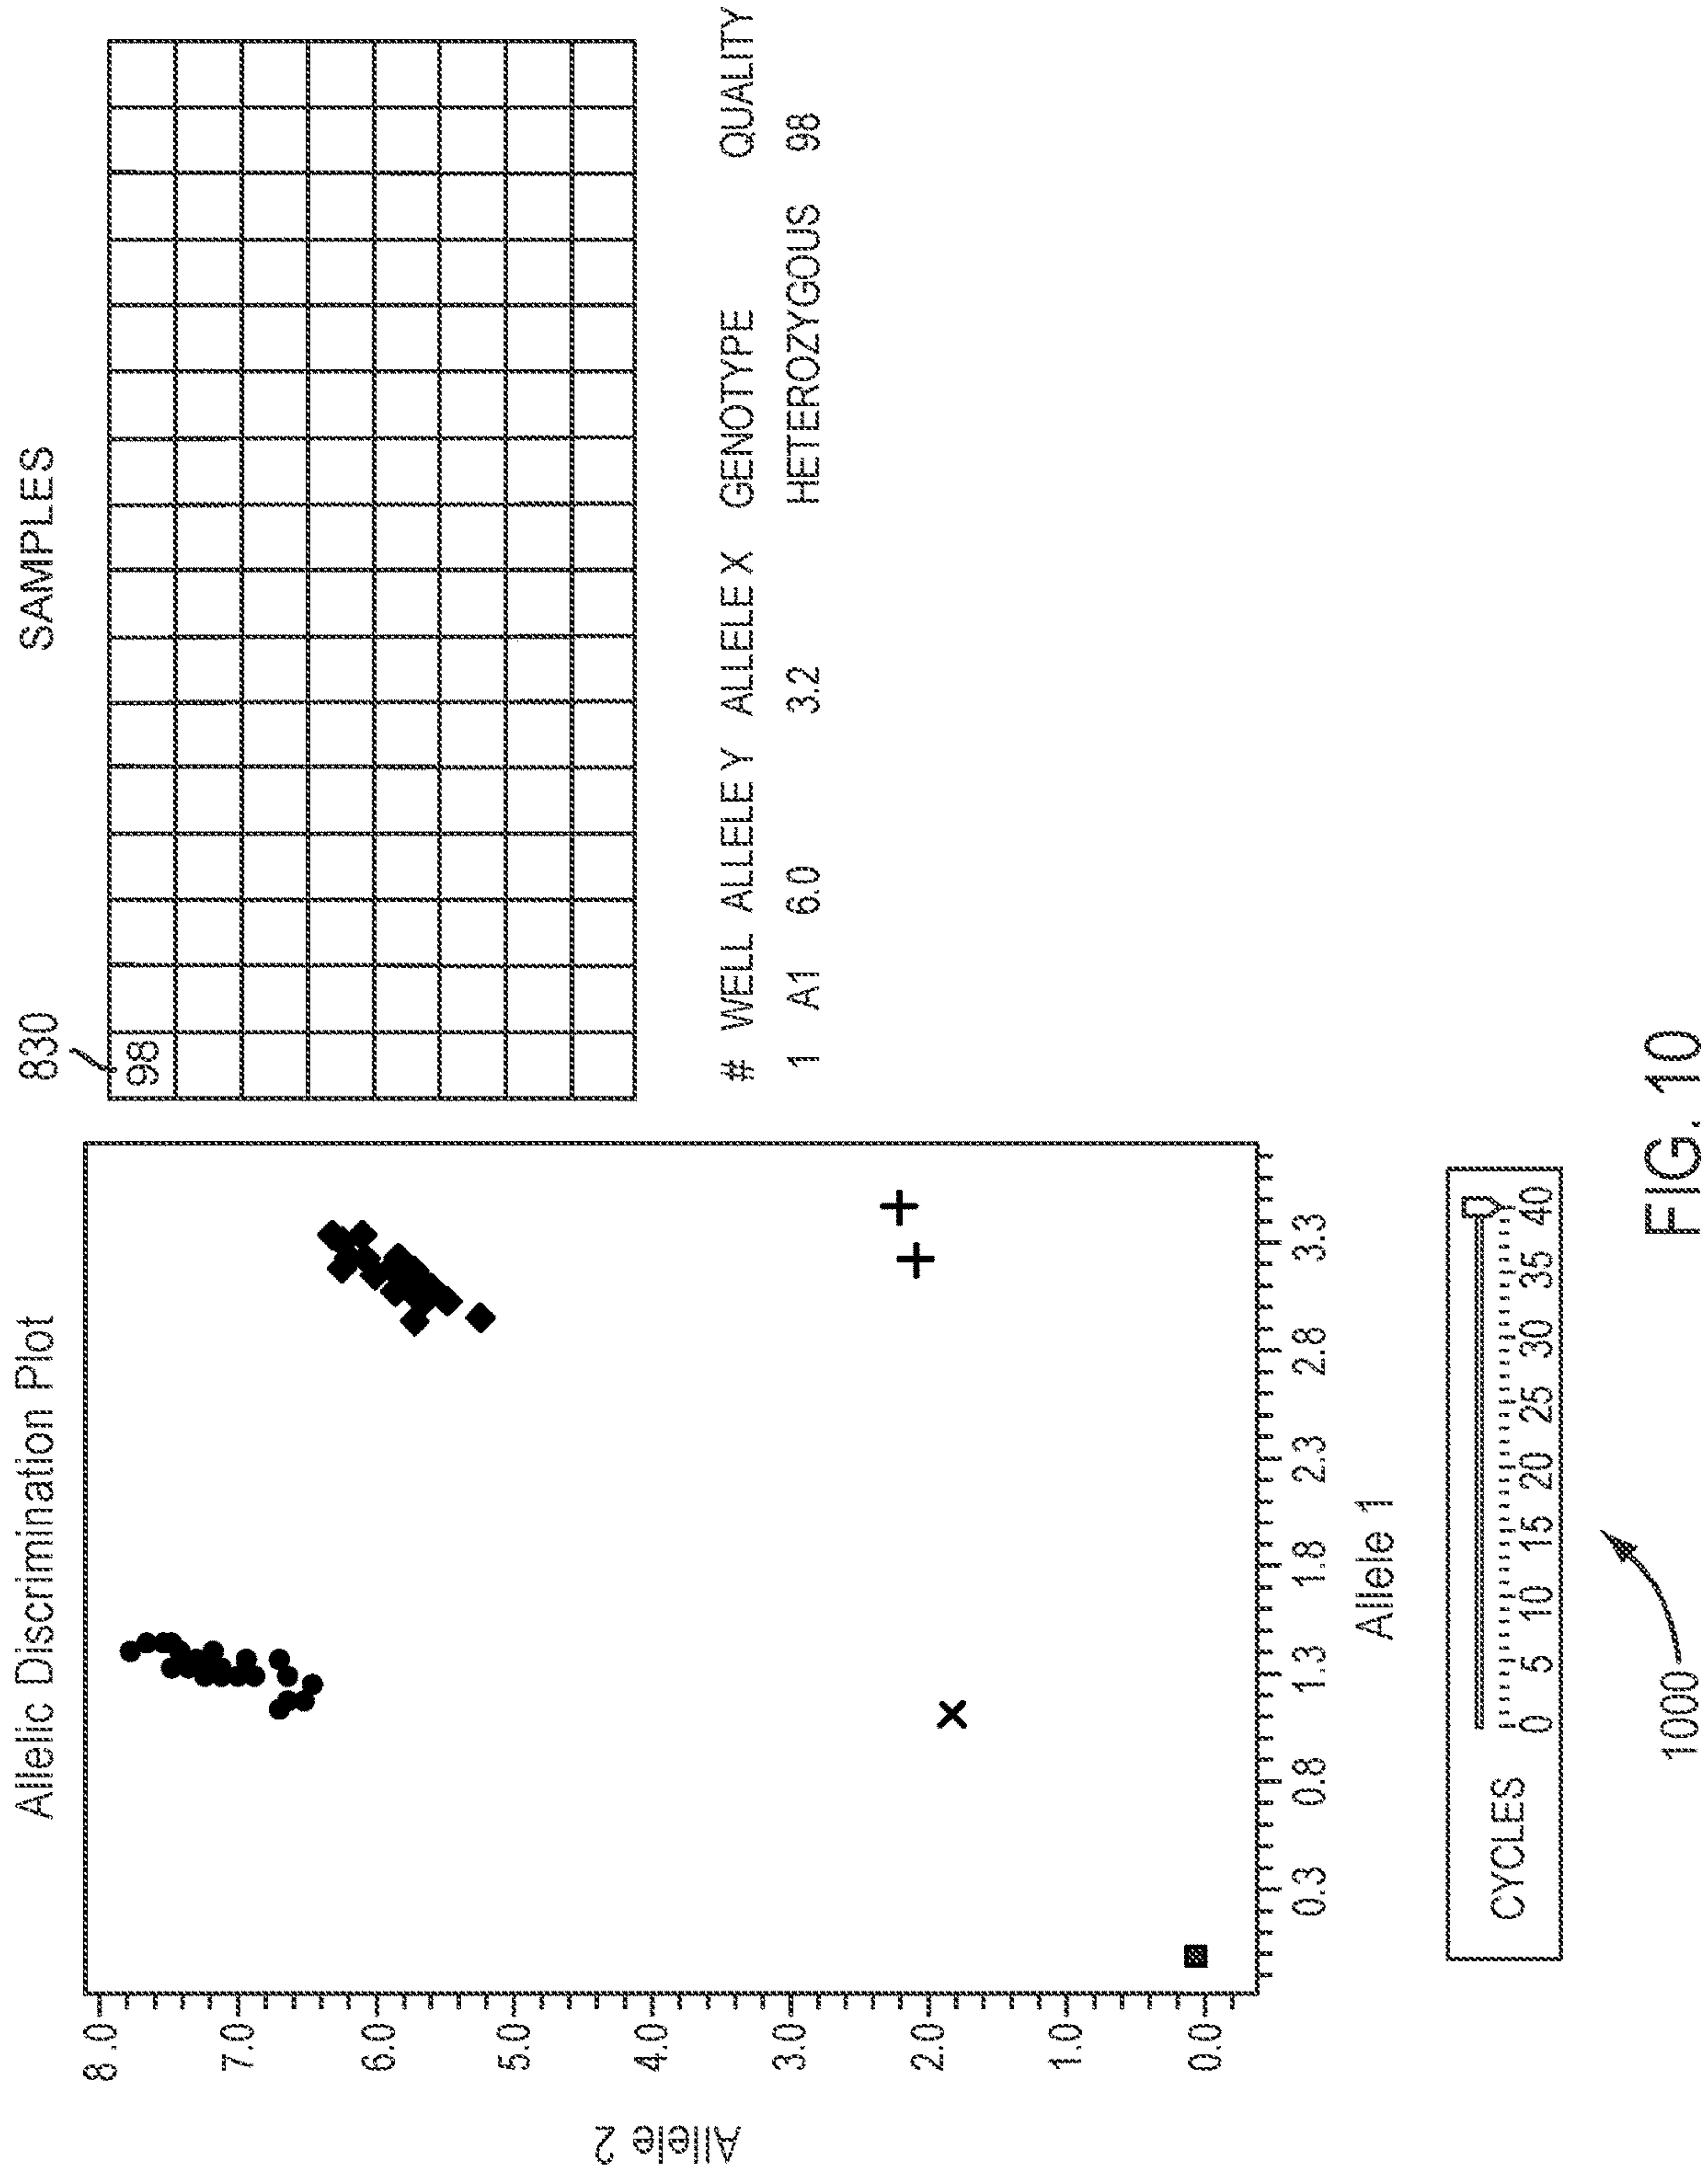 Allelic Discrimination Plot
Allele 2
8.0
7.0
6.0
5.0
4.0
3.0
2.0
1.0
0.0
0.3 0.8 1.3 1.8 2.3 2.8 3.3
Allele 1
CYCLES
0 5 10 15 20 25 30 35 40
1000
830
SAMPLES
98
# WELL ALLELE Y ALLELE X GENOTYPE QUALITY
1 A1 6.0 3.2 HETEROZYGOUS 98
FIG. 10